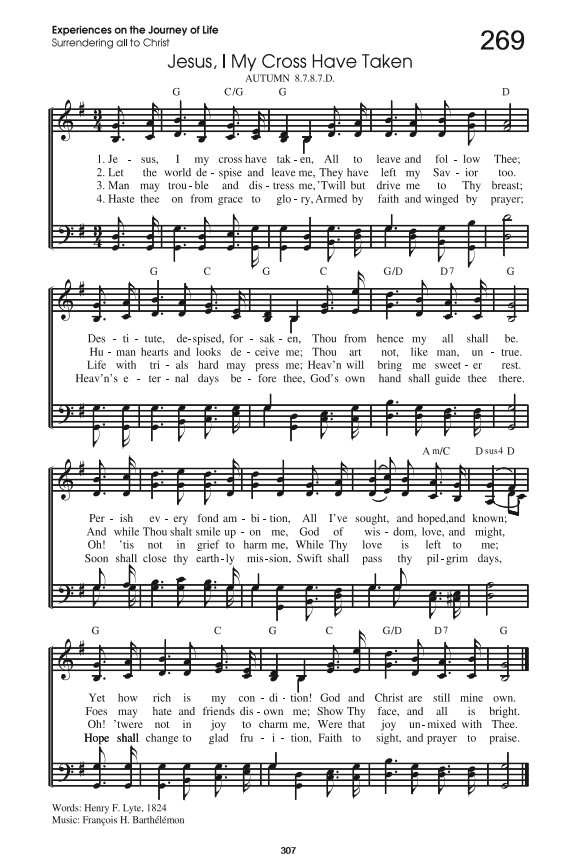 Experiences on the Journey of Life
Surrendering all to Christ
269
Jesus, I My Cross Have Taken
AUTUMN 8.7.8.7.D.
G C/G G D
1. Je - sus, I my cross have tak - en, All to leave and fol - low Thee;
2. Let the world de - spise and leave me, They have left my Sav - ior too.
3. Man may trou - ble and dis - tress me, 'Twill but drive me to Thy breast;
4. Haste thee on from grace to glo - ry, Armed by faith and winged by prayer;
G C G C G/D D7 G
Des - ti - tute, de - spised, for - sak - en, Thou from hence my all shall be.
Hu - man hearts and looks de - ceive me; Thou art not, like man, un - true.
Life with tri - als hard may press me; Heav'n will bring me sweet - er rest.
Heav'n's e - ter - nal days be - fore thee, God's own hand shall guide thee there.
A m/C D sus4 D
Per - ish ev - ery fond am - bi - tion, All I've sought, and hoped, and known;
And while Thou shalt smile up - on me, God of wis - dom, love, and might,
Oh! 'tis not in grief to harm me, While Thy love is left to me;
Soon shall close thy earth - ly mis - sion, Swift shall pass thy pil - grim days,
G C G C G/D D7 G
Yet how rich is my con - di - tion! God and Christ are still mine own.
Foes may hate and friends dis - own me; Show Thy face, and all is bright.
Oh! 'twere not in joy to charm me, Were that joy un - mixed with Thee.
Hope shall change to glad fru - i - tion, Faith to sight, and prayer to praise.
Words: Henry F. Lyte, 1824
Music: François H. Barthélémon
307